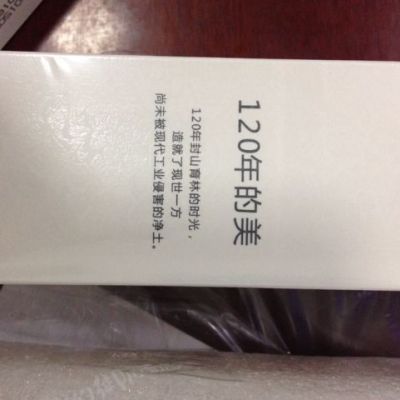 120年的美
120年封山育林的时光，
造就了现世一方
尚未被现代工业侵害的净土。